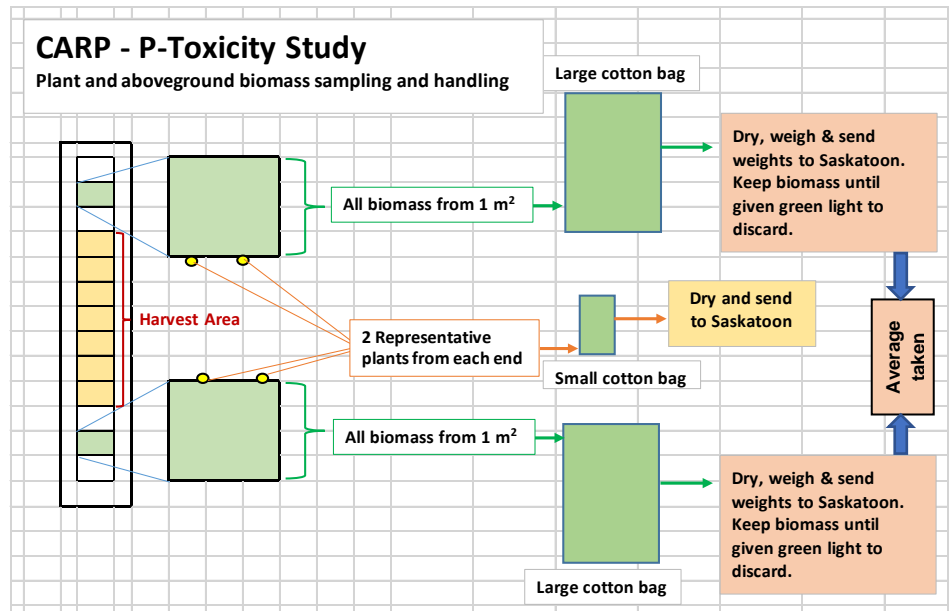 CARP - P-Toxicity Study
Plant and aboveground biomass sampling and handling
Large cotton bag
Dry, weigh & send
weights to Saskatoon.
Keep biomass until
given green light to
discard.
All biomass from 1 m²
Harvest Area
2 Representative
plants from each end
Dry and send
to Saskatoon
Small cotton bag
Average
taken
All biomass from 1 m²
Dry, weigh & send
weights to Saskatoon.
Keep biomass until
given green light to
discard.
Large cotton bag